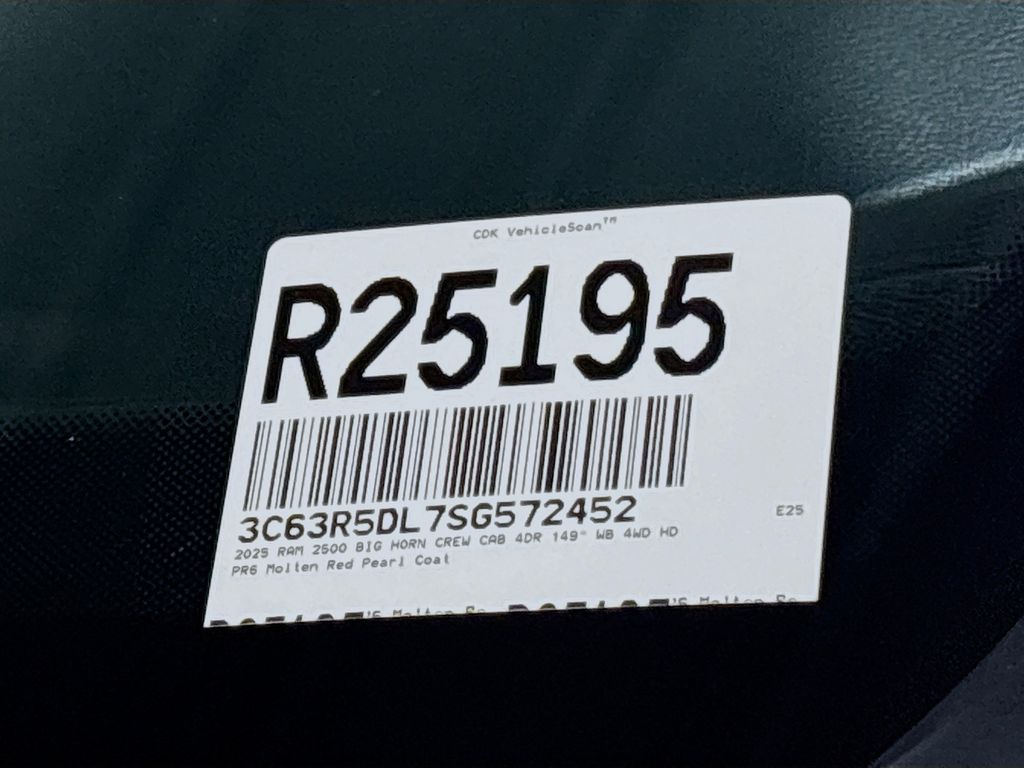 CDK VehicleScan™
R25195
3C63R5DL7SG572452
E25
2025 RAM 2500 BIG HORN CREW CAB 4DR 149" WB 4WD HD
PR6 Molten Red Pearl Coat